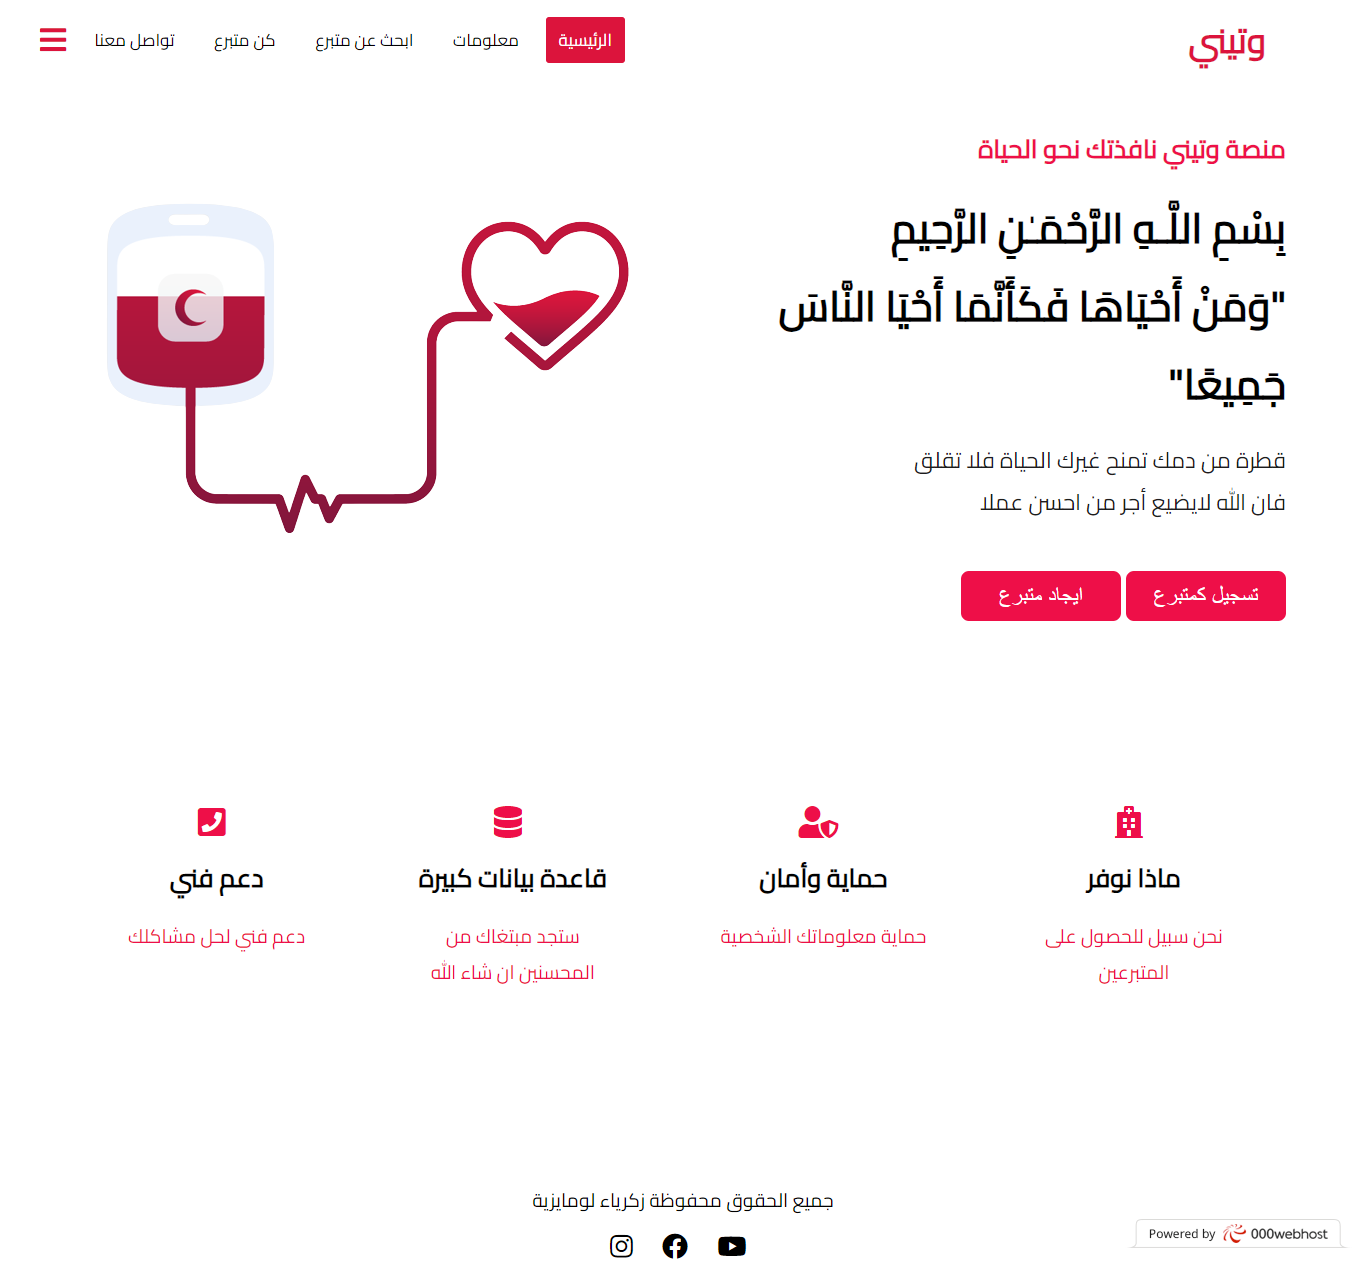 وتيني
الرئيسية
معلومات
ابحث عن متبرع
كن متبرع
تواصل معنا
منصة وتيني نافذتك نحو الحياة
بِسْمِ اللَّـهِ الرَّحْمَـٰنِ الرَّحِيمِ
"وَمَنْ أَحْيَاهَا فَكَأَنَّمَا أَحْيَا النَّاسَ
جَمِيعًا"
قطرة من دمك تمنح غيرك الحياة فلا تقلق
فان الله لايضيع أجر من احسن عملا
تسجيل كمتبرع
ايجاد متبرع
ماذا نوفر
نحن سبيل للحصول على
المتبرعين
حماية وأمان
حماية معلوماتك الشخصية
قاعدة بيانات كبيرة
ستجد مبتغاك من
المحسنين ان شاء الله
دعم فني
دعم فني لحل مشاكلك
جميع الحقوق محفوظة زكرياء لومايزية
Powered by 000webhost